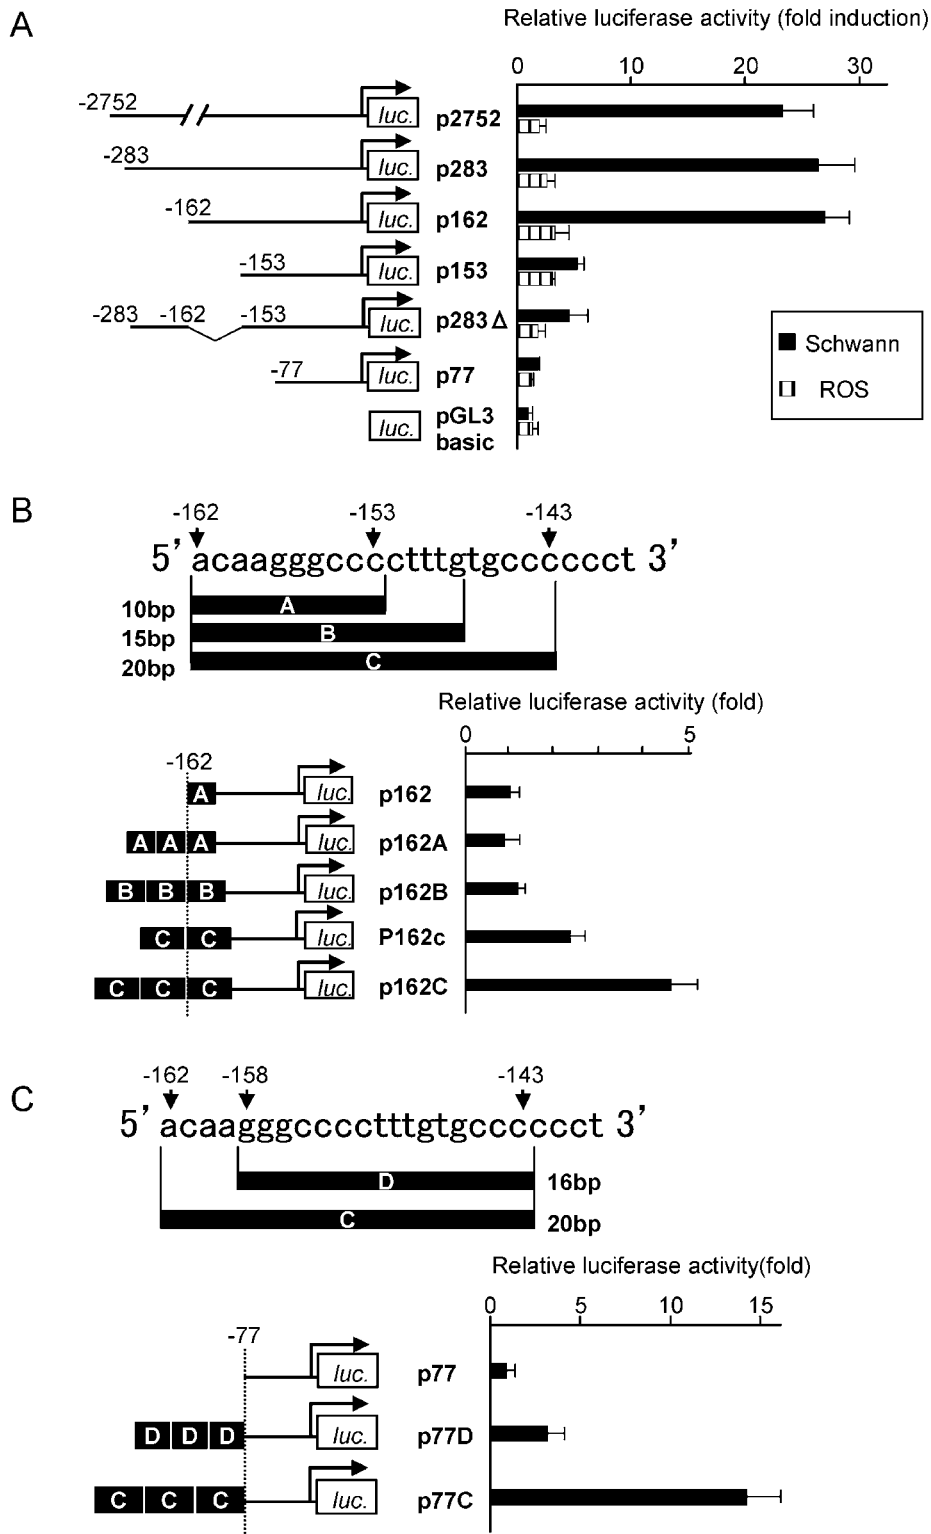 A
Relative luciferase activity (fold induction)
0 10 20 30
-2752 luc. p2752
-283 luc. p283
-162 luc. p162
-153 luc. p153
-283 -162 -153 luc. p283 Δ
-77 luc. p77
luc. pGL3 basic
Schwann
ROS
B
-162 -153 -143
5’ acaagggccccctttgtgcccccct 3’
10bp A
15bp B
20bp C
Relative luciferase activity (fold)
0 5
-162
A luc. p162
A A A luc. p162A
B B B luc. p162B
C C luc. P162c
C C C luc. p162C
C
-162 -158 -143
5’ acaagggccccctttgtgcccccct 3’
D 16bp
C 20bp
Relative luciferase activity(fold)
0 5 10 15
-77
luc. p77
D D D luc. p77D
C C C luc. p77C